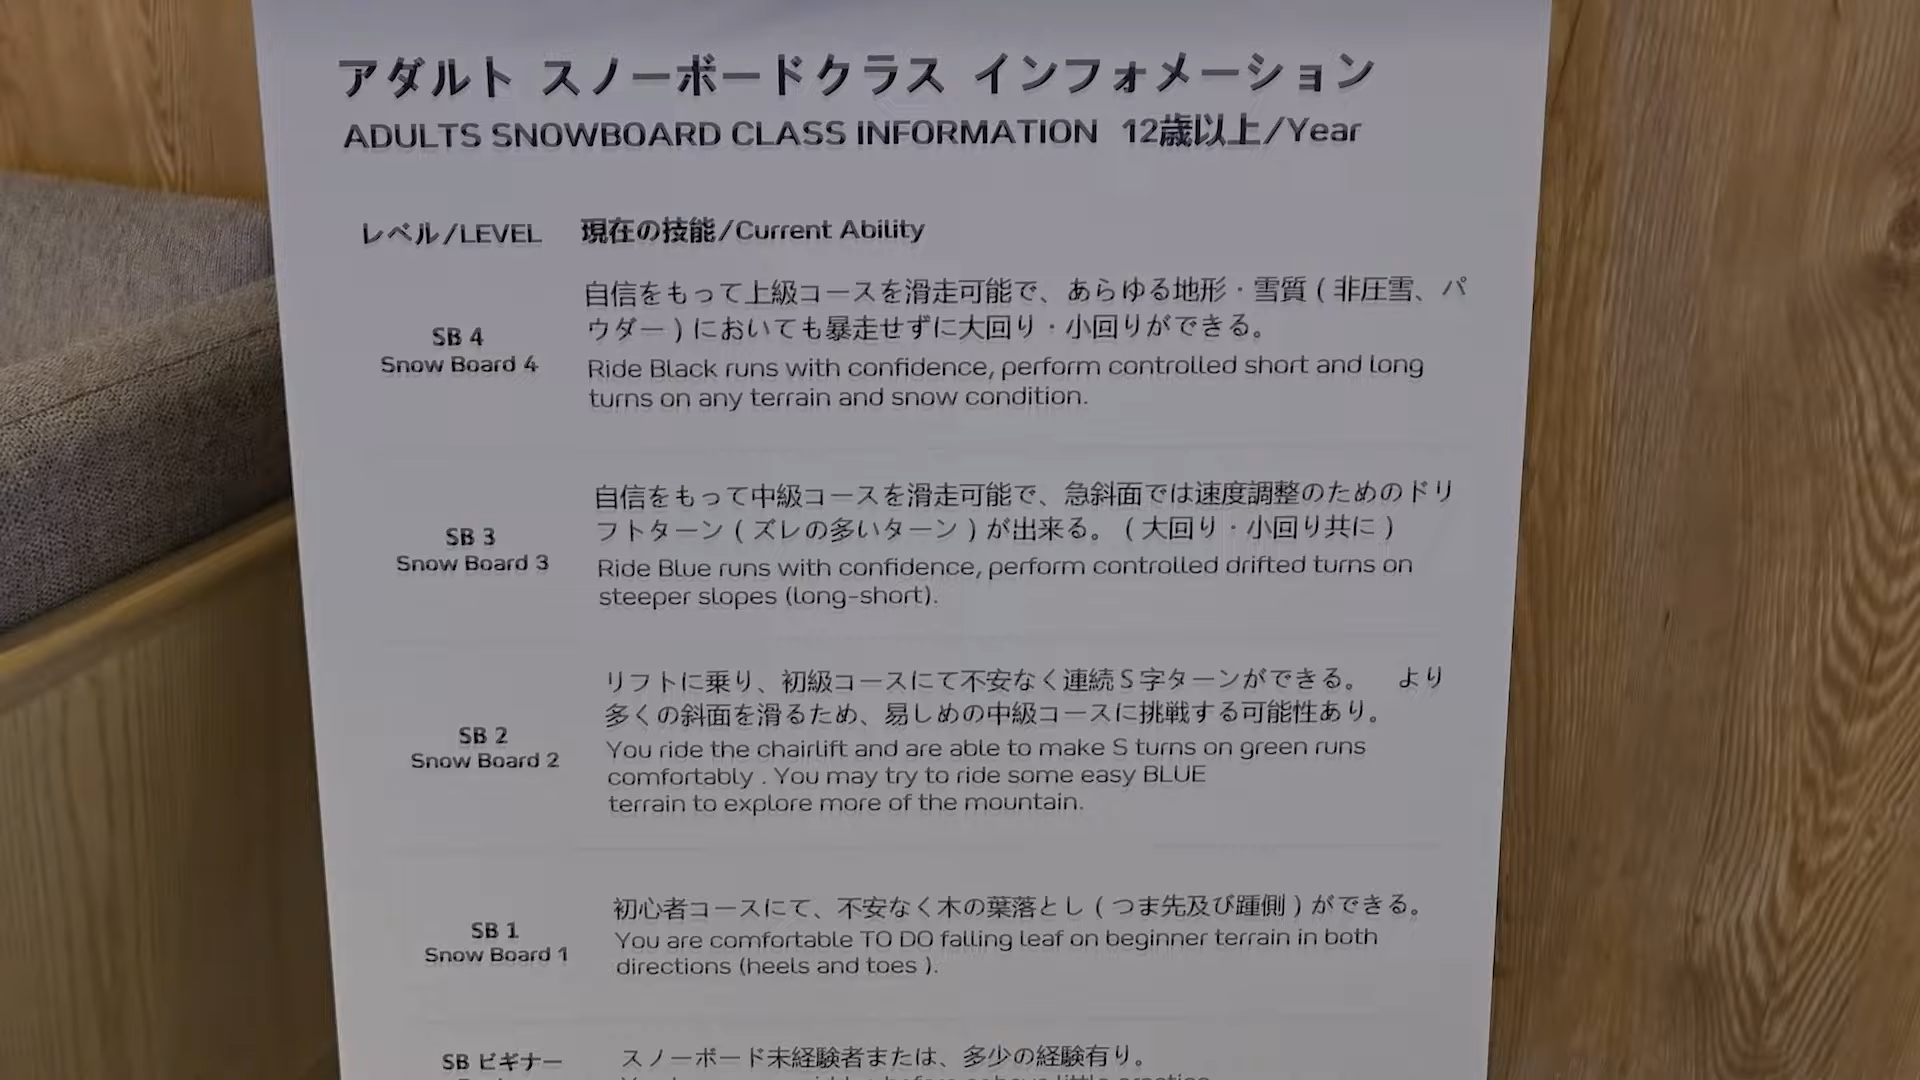 アダルト スノーボードクラス インフォメーション
ADULTS SNOWBOARD CLASS INFORMATION 12歳以上/Year
レベル/LEVEL 現在の技能/Current Ability
SB 4
Snow Board 4
自信をもって上級コースを滑走可能で、あらゆる地形・雪質 ( 非圧雪、パ
ウダー ) においても暴走せずに大回り・小回りができる。
Ride Black runs with confidence, perform controlled short and long
turns on any terrain and snow condition.
SB 3
Snow Board 3
自信をもって中級コースを滑走可能で、急斜面では速度調整のためのドリ
フトターン ( ズレの多いターン ) が出来る。 ( 大回り・小回り共に )
Ride Blue runs with confidence, perform controlled drifted turns on
steeper slopes (long-short).
SB 2
Snow Board 2
リフトに乗り、初級コースにて不安なく連続S字ターンができる。 より
多くの斜面を滑るため、易しめの中級コースに挑戦する可能性あり。
You ride the chairlift and are able to make S turns on green runs
comfortably . You may try to ride some easy BLUE
terrain to explore more of the mountain.
SB 1
Snow Board 1
初心者コースにて、不安なく木の葉落とし ( つま先及び踵側 ) ができる。
You are comfortable TO DO falling leaf on beginner terrain in both
directions (heels and toes ).
SB ビギナー
スノーボード未経験者または、多少の経験有り。